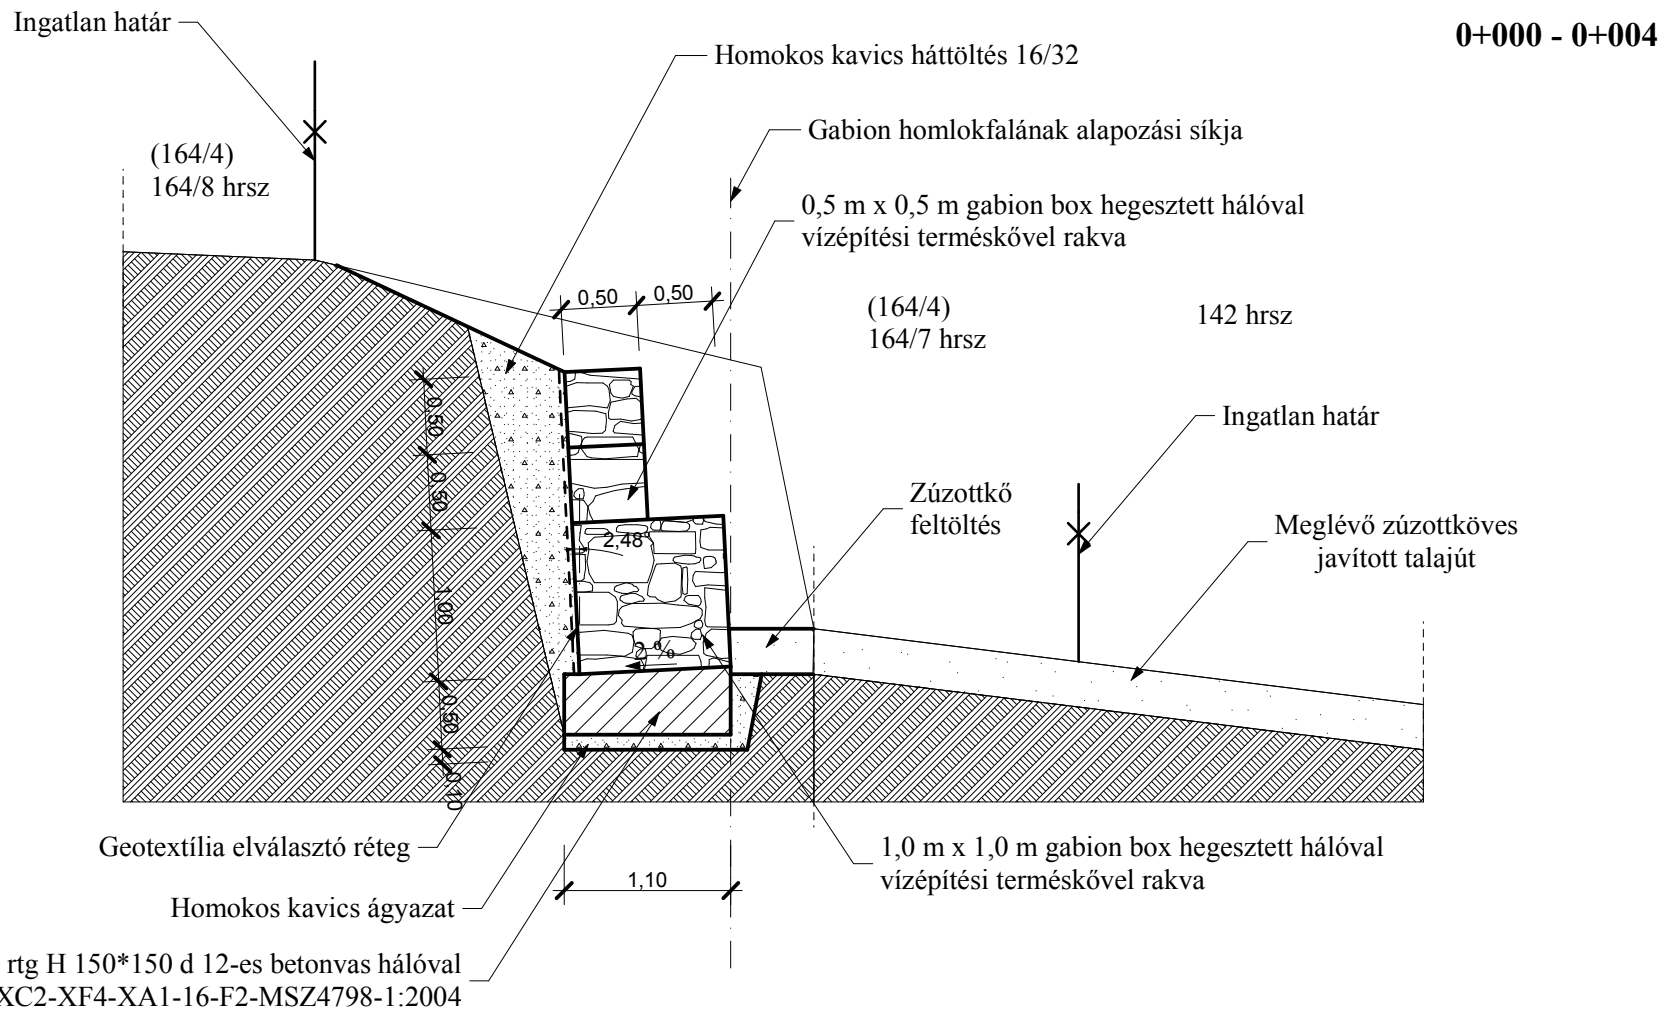 Ingatlan határ
0+000 - 0+004
Homokos kavics háttöltés 16/32
Gabion homlokfalának alapozási síkja
(164/4)
164/8 hrsz
0,5 m x 0,5 m gabion box hegesztett hálóval
vízépítési terméskővel rakva
0,50
0,50
(164/4)
164/7 hrsz
142 hrsz
0,50
0,50
1,00
0,50
0,10
Ingatlan határ
Zúzottkő
feltöltés
Meglévő zúzottköves
javított talajút
2,48°
2 %
Geotextília elválasztó réteg
1,0 m x 1,0 m gabion box hegesztett hálóval
vízépítési terméskővel rakva
1,10
Homokos kavics ágyazat
rtg H 150*150 d 12-es betonvas hálóval
XC2-XF4-XA1-16-F2-MSZ4798-1:2004